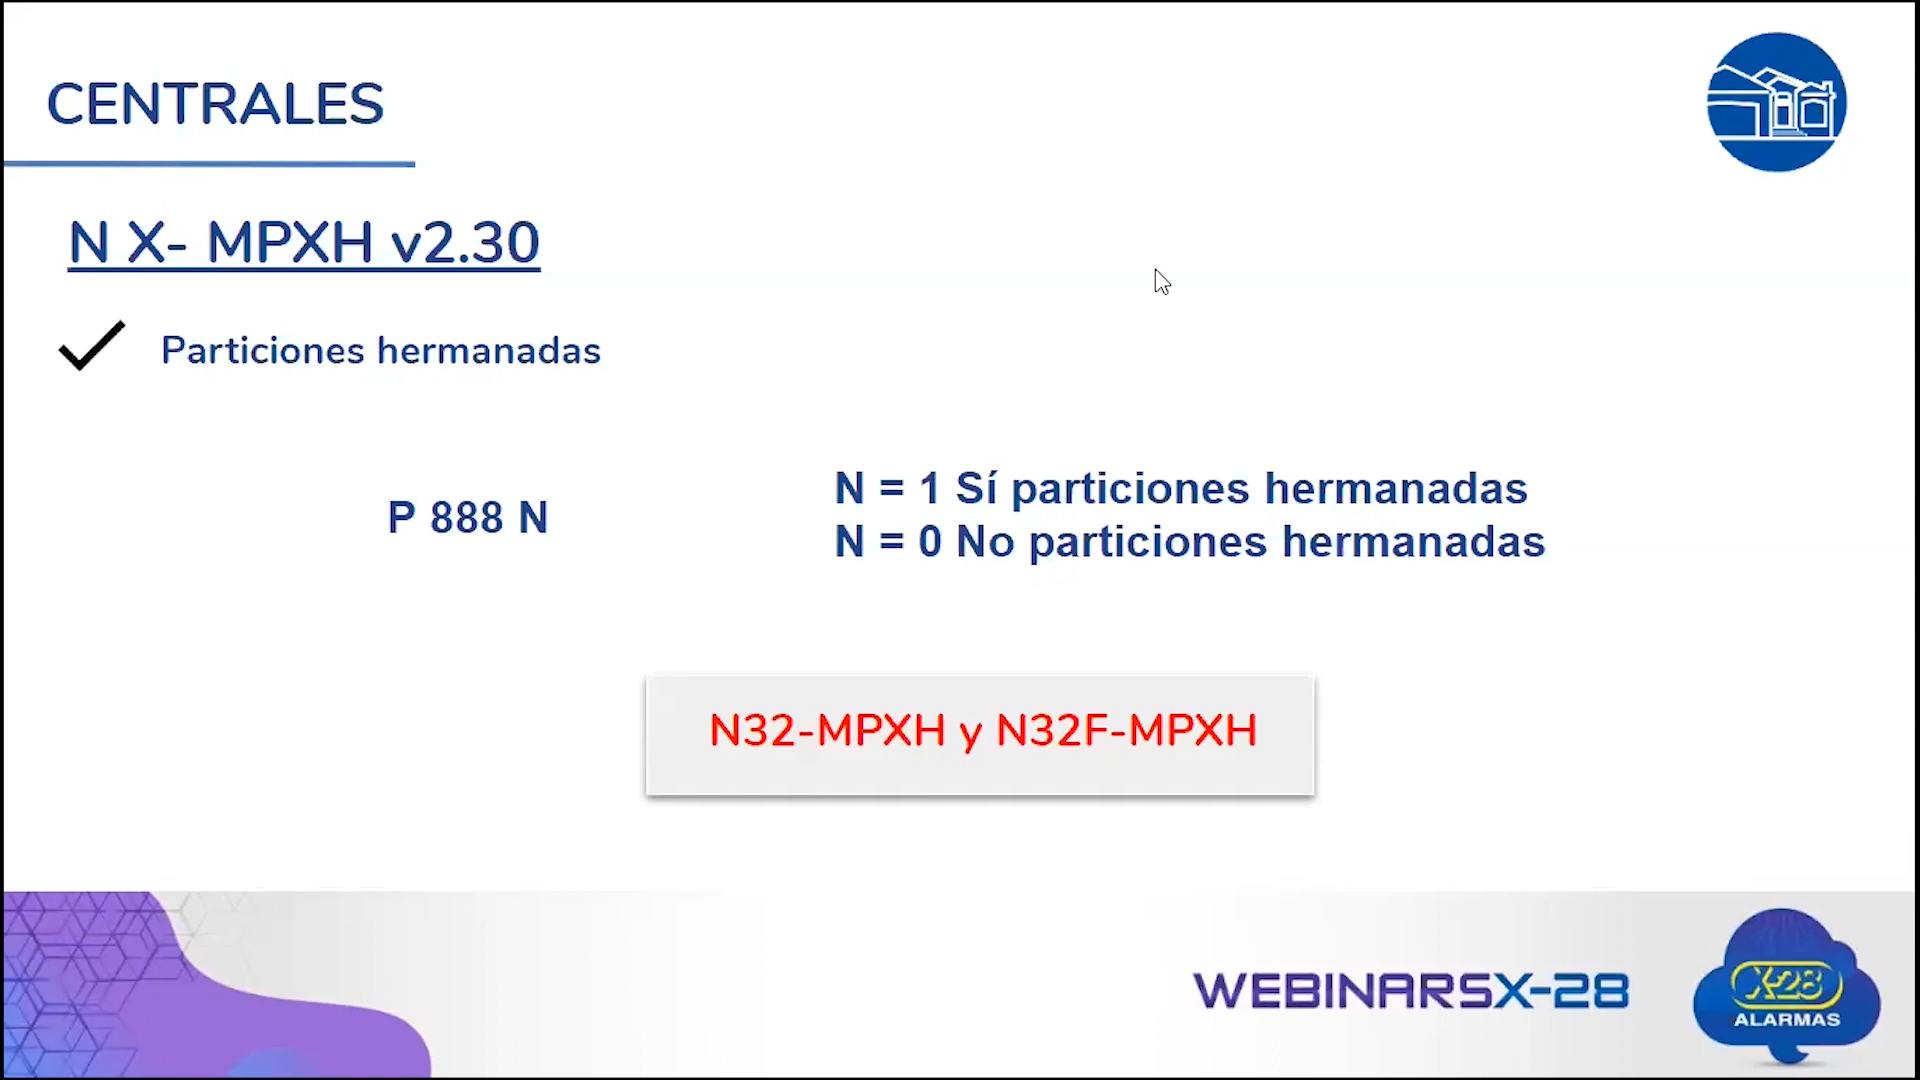 CENTRALES
N X- MPXH v2.30
Particiones hermanadas
P 888 N
N = 1 Sí particiones hermanadas
N = 0 No particiones hermanadas
N32-MPXH y N32F-MPXH
WEBINARSX-28
X-28
ALARMAS